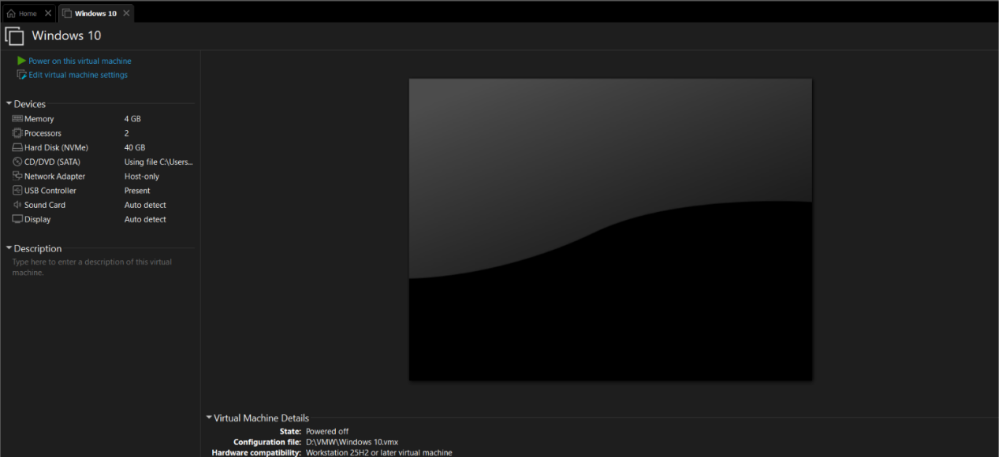 Home
Windows 10
Windows 10
Power on this virtual machine
Edit virtual machine settings
Devices
Memory 4 GB
Processors 2
Hard Disk (NVMe) 40 GB
CD/DVD (SATA) Using file C:\Users...
Network Adapter Host-only
USB Controller Present
Sound Card Auto detect
Display Auto detect
Description
Type here to enter a description of this virtual
machine.
Virtual Machine Details
State: Powered off
Configuration file: D:\VMW\Windows 10.vmx
Hardware compatibility: Workstation 25H2 or later virtual machine